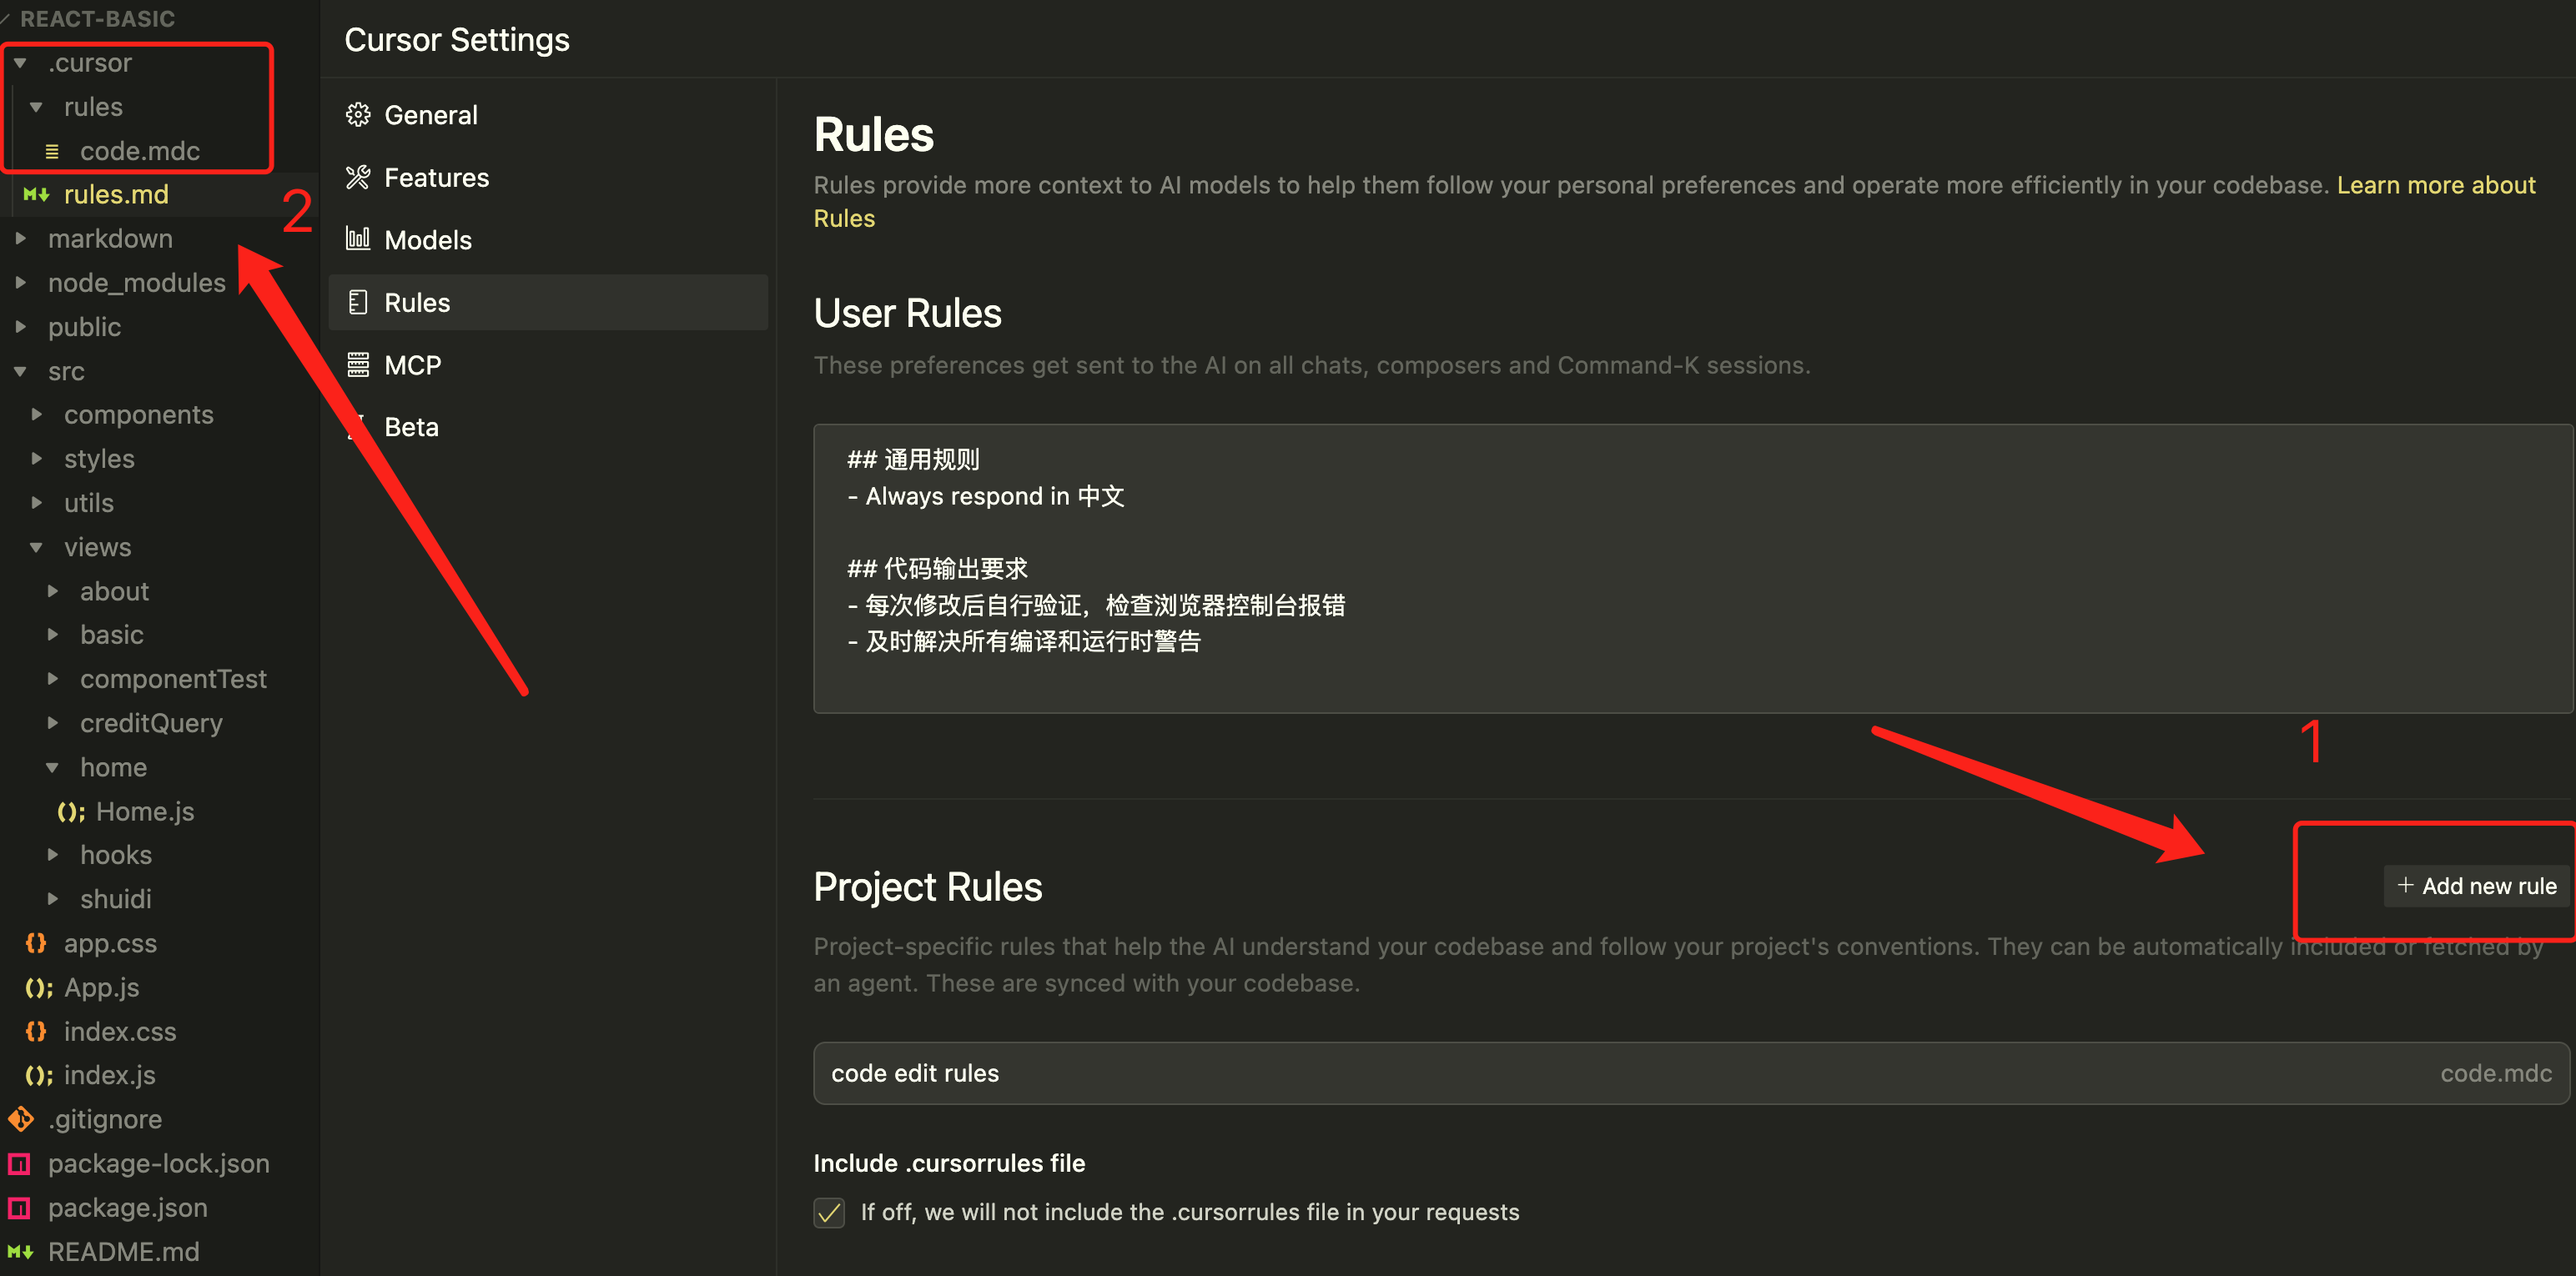 REACT-BASIC
.cursor
rules
code.mdc
rules.md
2
markdown
node_modules
public
src
components
styles
utils
views
about
basic
componentTest
creditQuery
home
Home.js
hooks
shuidi
app.css
App.js
index.css
index.js
.gitignore
package-lock.json
package.json
README.md
Cursor Settings
General
Features
Models
Rules
MCP
Beta
Rules
Rules provide more context to AI models to help them follow your personal preferences and operate more efficiently in your codebase. Learn more about
Rules
User Rules
These preferences get sent to the AI on all chats, composers and Command-K sessions.
## 通用规则
- Always respond in 中文
## 代码输出要求
- 每次修改后自行验证，检查浏览器控制台报错
- 及时解决所有编译和运行时警告
1
Project Rules
+ Add new rule
Project-specific rules that help the AI understand your codebase and follow your project's conventions. They can be automatically included or fetched by
an agent. These are synced with your codebase.
code edit rules
code.mdc
Include .cursorrules file
If off, we will not include the .cursorrules file in your requests